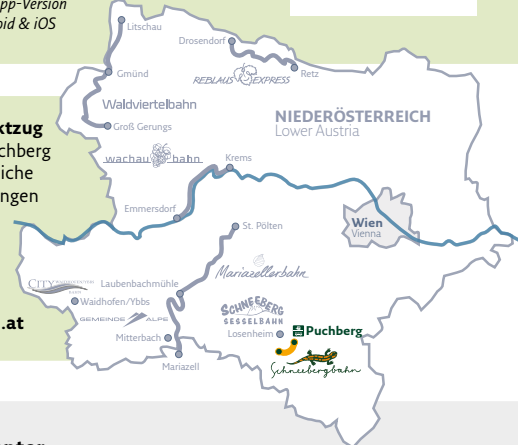 pp-Version
oid & iOS
Litschau
Drosendorf
Gmünd
REBLAUS EXPRESS
Retz
Waldviertelbahn
Groß Gerungs
NIEDERÖSTERREICH
Lower Austria
ktzug
chberg
iche
ngen
wachau bahn
Krems
Emmersdorf
St. Pölten
Wien
Vienna
Mariazellerbahn
CITY
Laubenbachmühle
Waidhofen/Ybbs
SCHNEEBERG
SESSELBAHN
GEMEINDE ALPE
.at
Mitterbach
Losenheim
Puchberg
Mariazell
Schneebergbahn